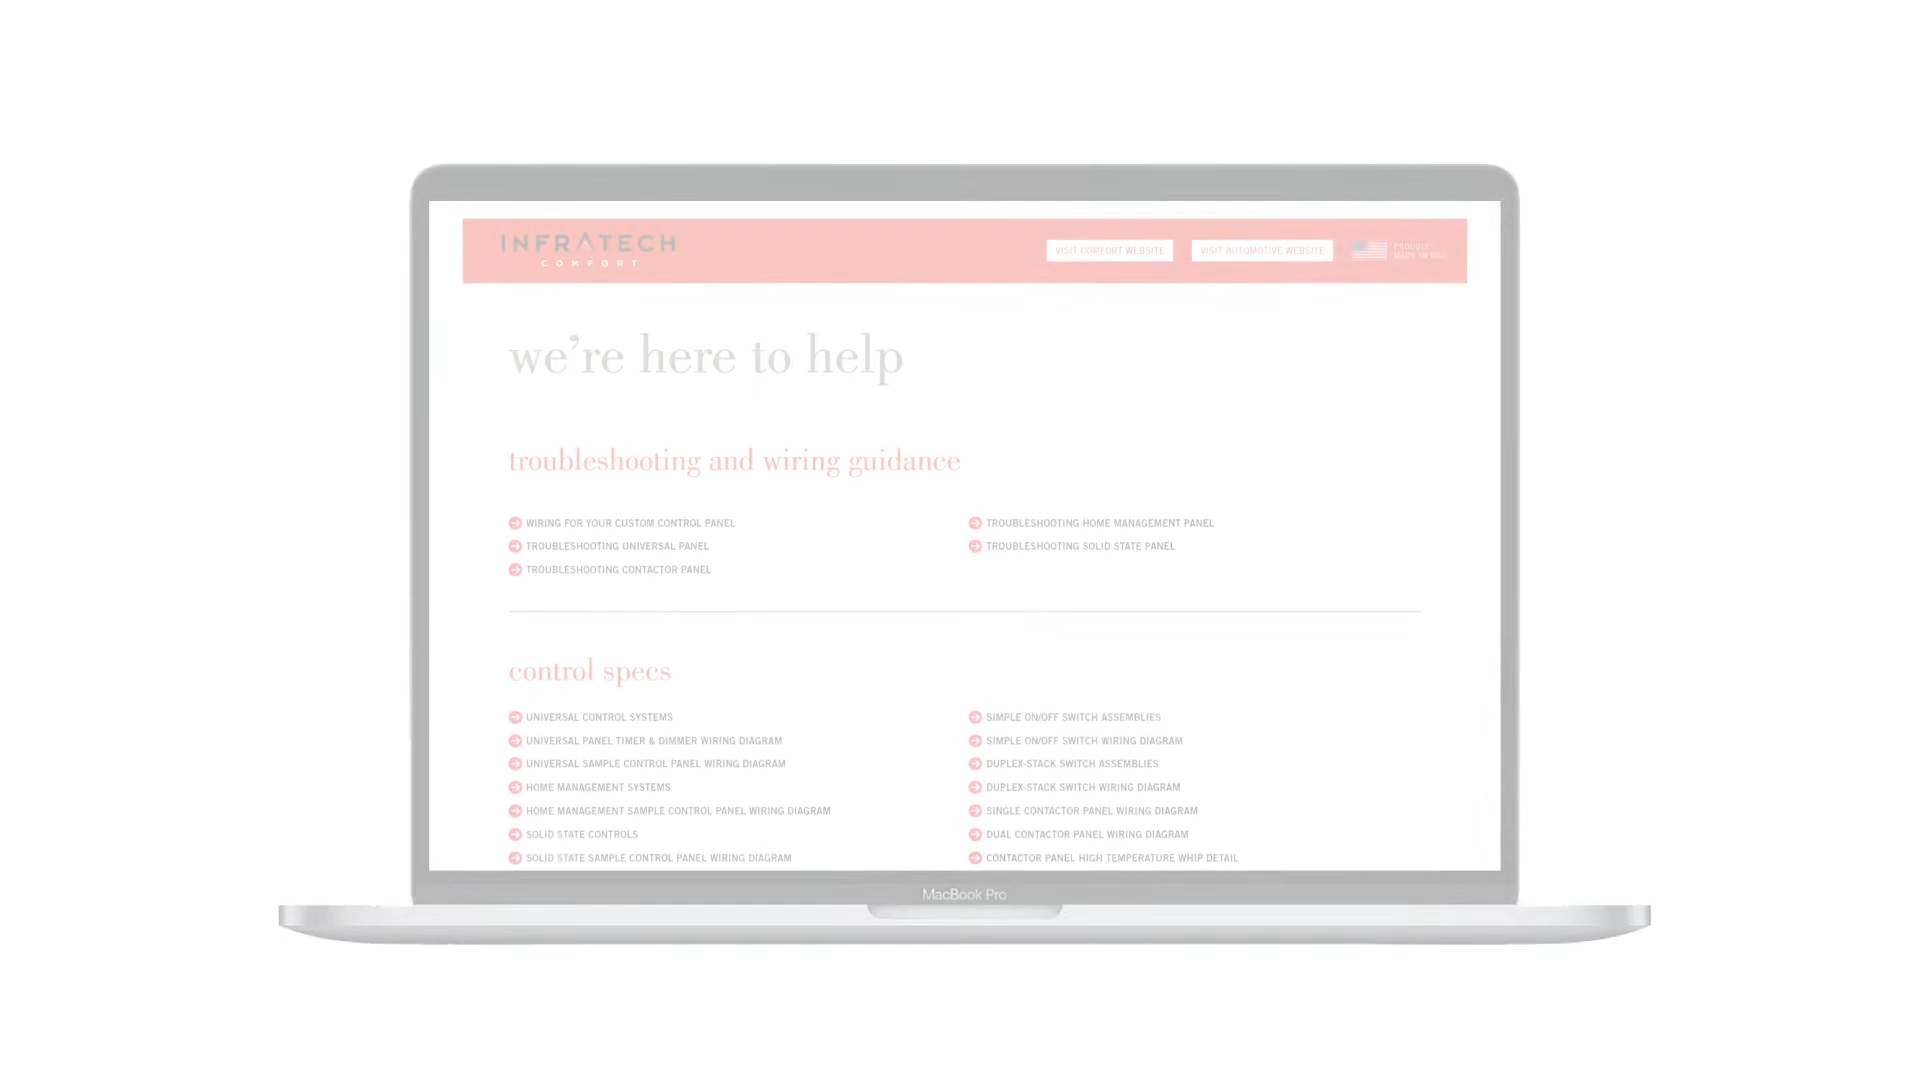 INFRATECH
COMFORT
VISIT COMFORT WEBSITE
VISIT AUTOMOTIVE WEBSITE
PROUDLY
MADE IN USA
we're here to help
troubleshooting and wiring guidance
WIRING FOR YOUR CUSTOM CONTROL PANEL
TROUBLESHOOTING UNIVERSAL PANEL
TROUBLESHOOTING CONTACTOR PANEL
TROUBLESHOOTING HOME MANAGEMENT PANEL
TROUBLESHOOTING SOLID STATE PANEL
control specs
UNIVERSAL CONTROL SYSTEMS
UNIVERSAL PANEL TIMER & DIMMER WIRING DIAGRAM
UNIVERSAL SAMPLE CONTROL PANEL WIRING DIAGRAM
HOME MANAGEMENT SYSTEMS
HOME MANAGEMENT SAMPLE CONTROL PANEL WIRING DIAGRAM
SOLID STATE CONTROLS
SOLID STATE SAMPLE CONTROL PANEL WIRING DIAGRAM
SIMPLE ON/OFF SWITCH ASSEMBLIES
SIMPLE ON/OFF SWITCH WIRING DIAGRAM
DUPLEX-STACK SWITCH ASSEMBLIES
DUPLEX-STACK SWITCH WIRING DIAGRAM
SINGLE CONTACTOR PANEL WIRING DIAGRAM
DUAL CONTACTOR PANEL WIRING DIAGRAM
CONTACTOR PANEL HIGH TEMPERATURE WHIP DETAIL
MacBook Pro